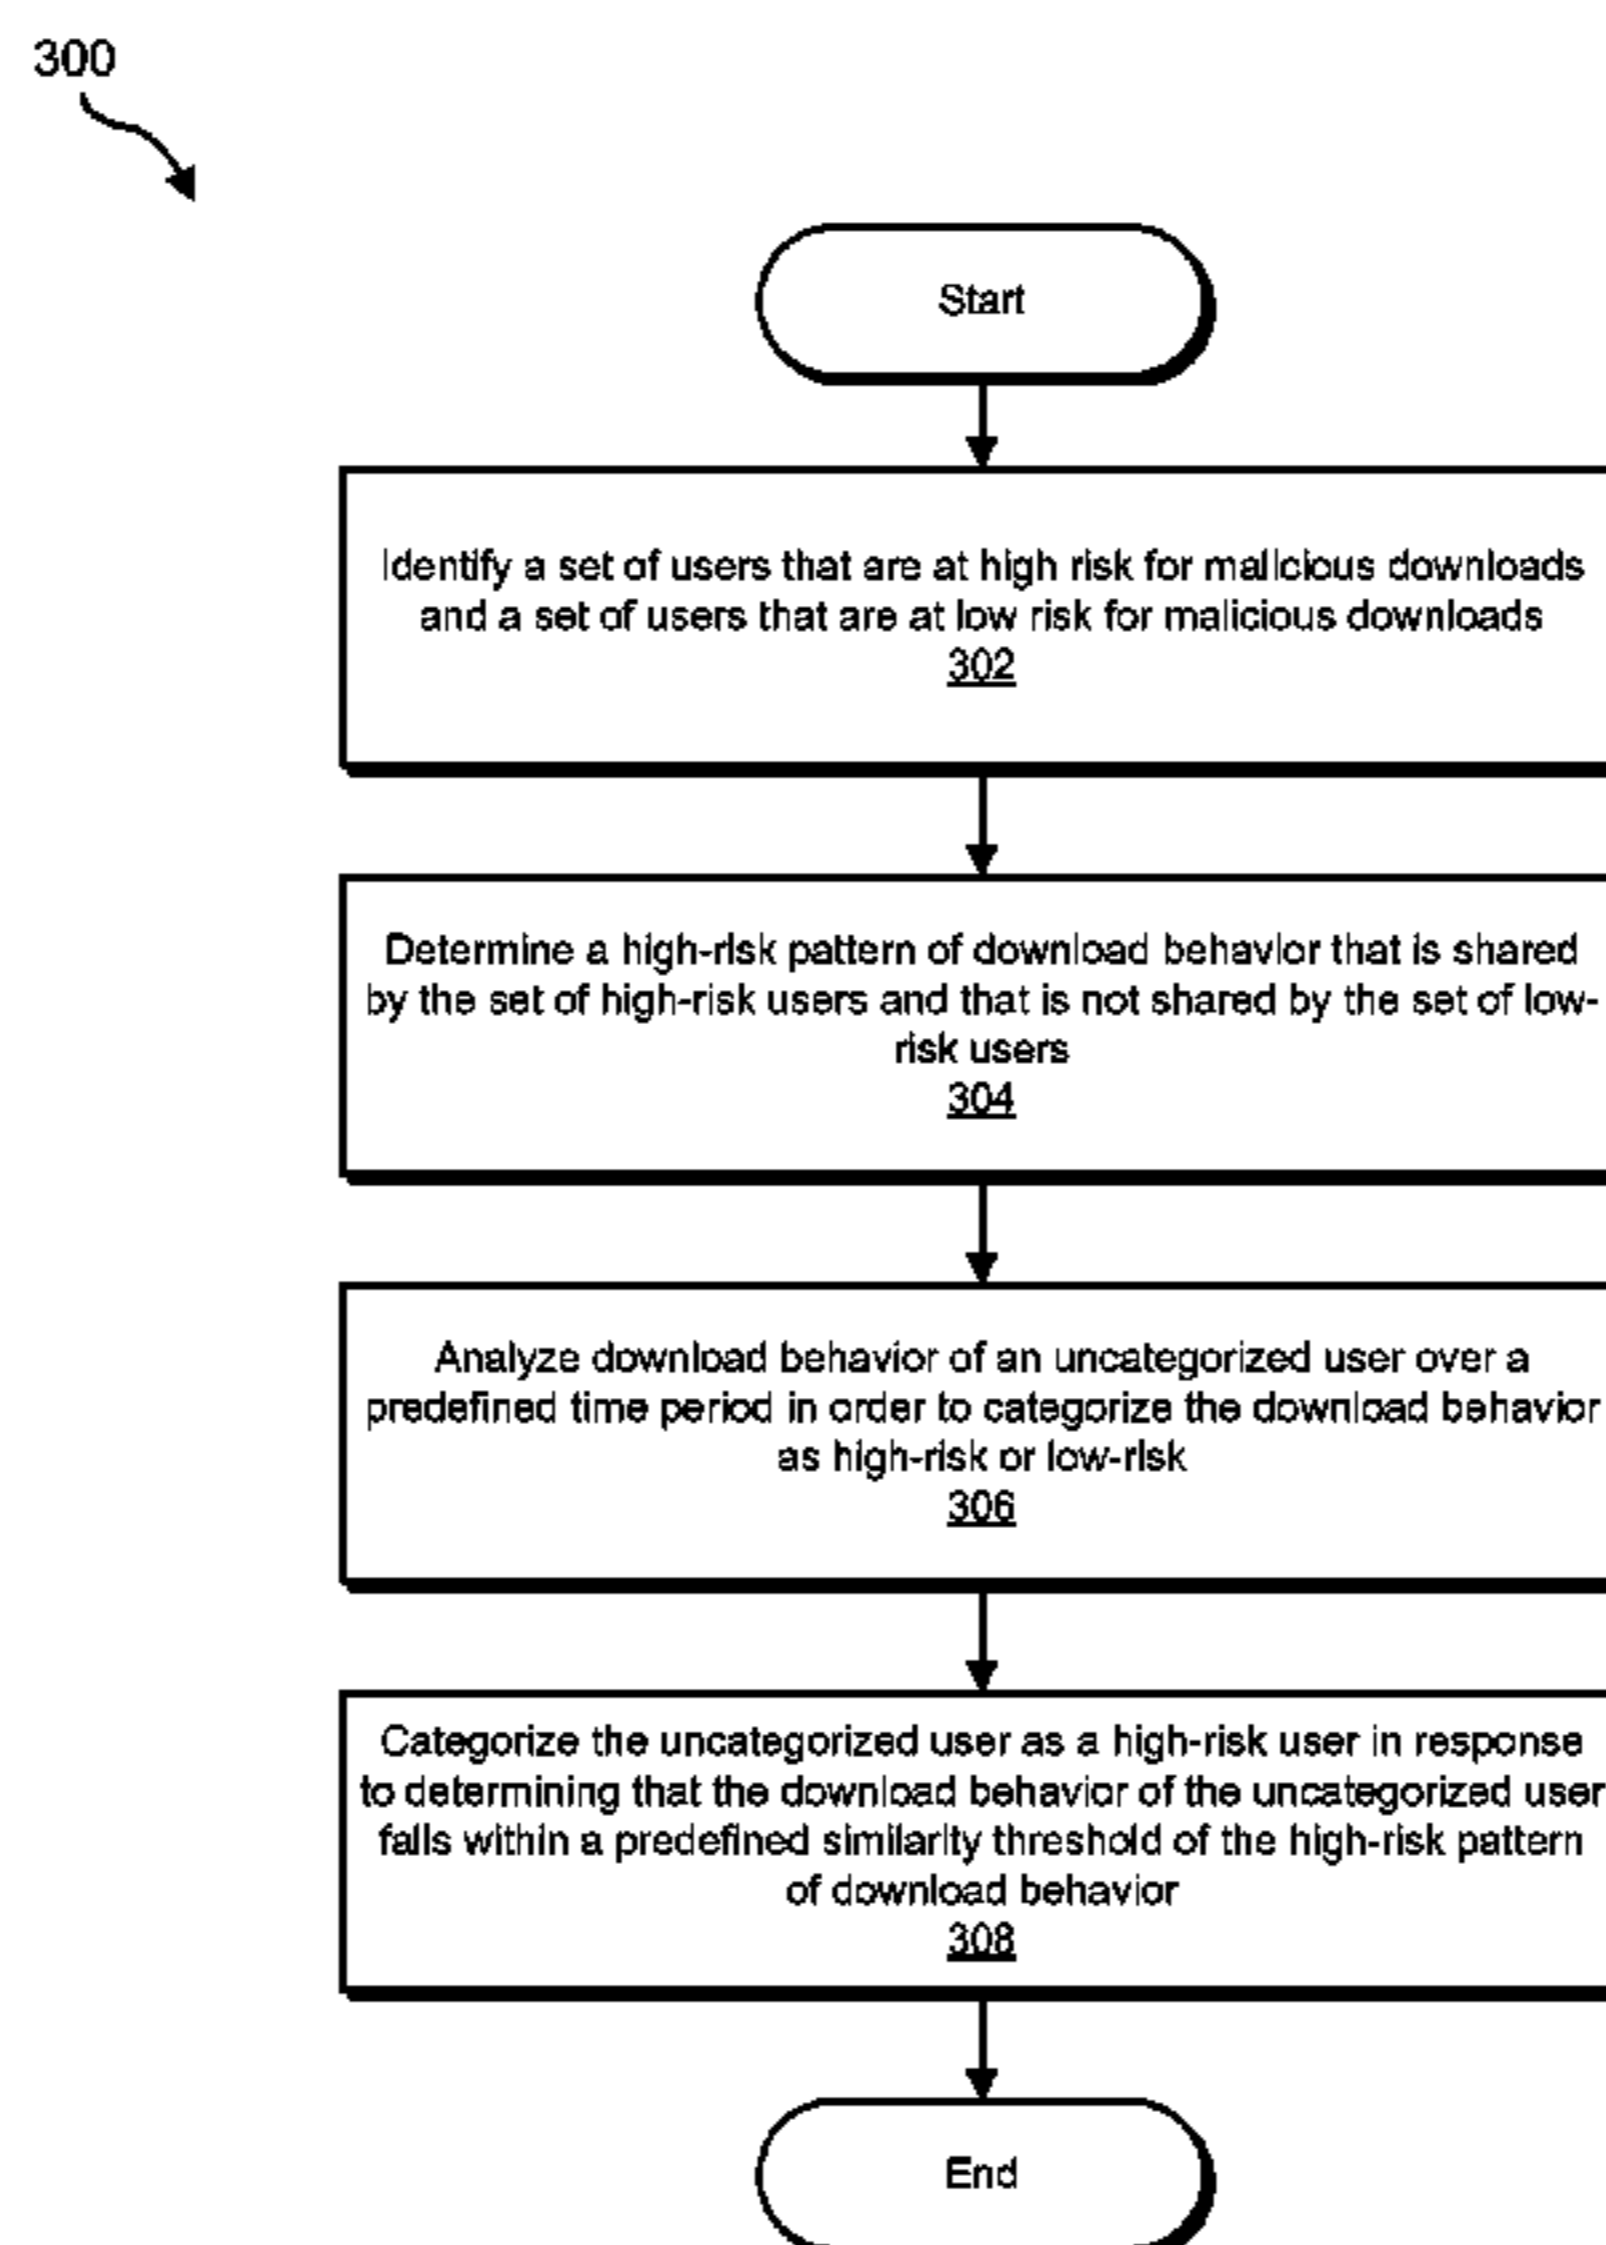 300
Start
Identify a set of users that are at high risk for malicious downloads
and a set of users that are at low risk for malicious downloads
302
Determine a high-risk pattern of download behavior that is shared
by the set of high-risk users and that is not shared by the set of low-
risk users
304
Analyze download behavior of an uncategorized user over a
predefined time period in order to categorize the download behavior
as high-risk or low-risk
306
Categorize the uncategorized user as a high-risk user in response
to determining that the download behavior of the uncategorized user
falls within a predefined similarity threshold of the high-risk pattern
of download behavior
308
End